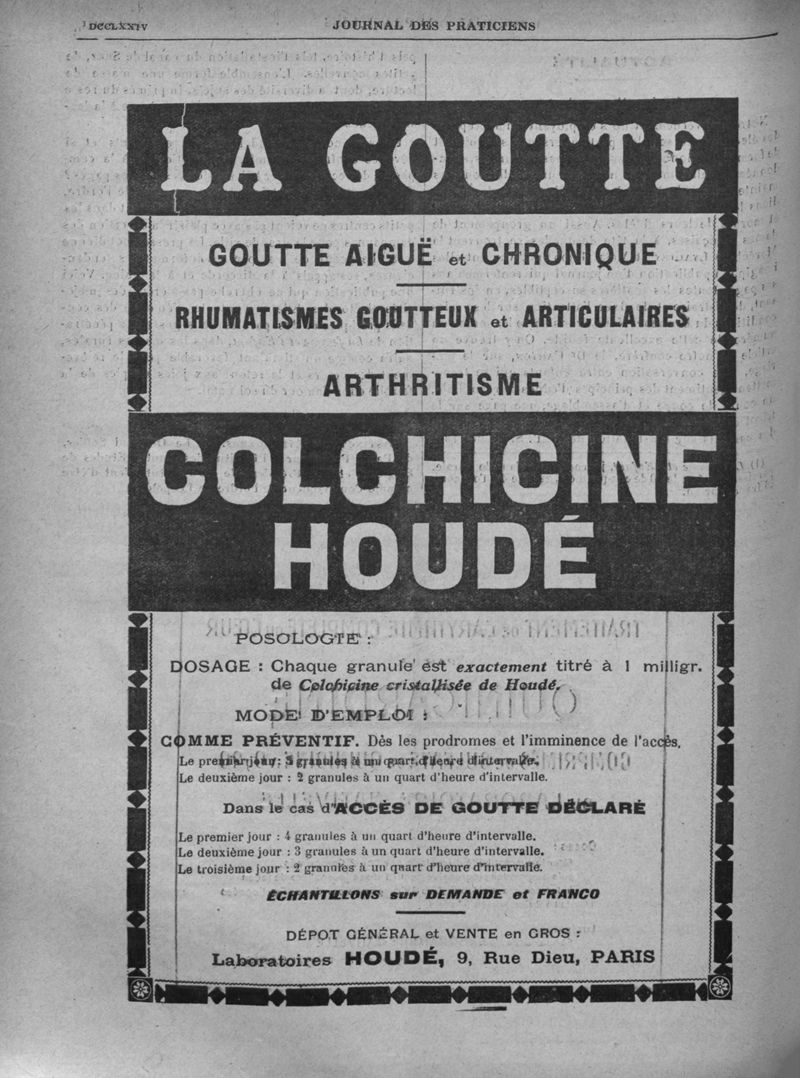 DCCLXXIV
JOURNAL DES PRATICIENS
LA GOUTTE
GOUTTE AIGUË et CHRONIQUE
RHUMATISMES GOUTTEUX et ARTICULAIRES
ARTHRITISME
COLCHICINE
HOUDÉ
POSOLOGIE :
DOSAGE : Chaque granule est exactement titré à 1 milligr.
de Colchicine cristallisée de Houdé.
MODE D'EMPLOI :
COMME PRÉVENTIF. Dès les prodromes et l'imminence de l'accès.
Le premier jour : 3 granules à un quart d'heure d'intervalle.
Le deuxième jour : 2 granules à un quart d'heure d'intervalle.
Dans le cas d'ACCÈS DE GOUTTE DÉCLARÉ
Le premier jour : 4 granules à un quart d'heure d'intervalle.
Le deuxième jour : 3 granules à un quart d'heure d'intervalle.
Le troisième jour : 2 granules à un quart d'heure d'intervalle.
ÉCHANTILLONS sur DEMANDE et FRANCO
DÉPOT GÉNÉRAL et VENTE en GROS :
Laboratoires HOUDÉ, 9, Rue Dieu, PARIS